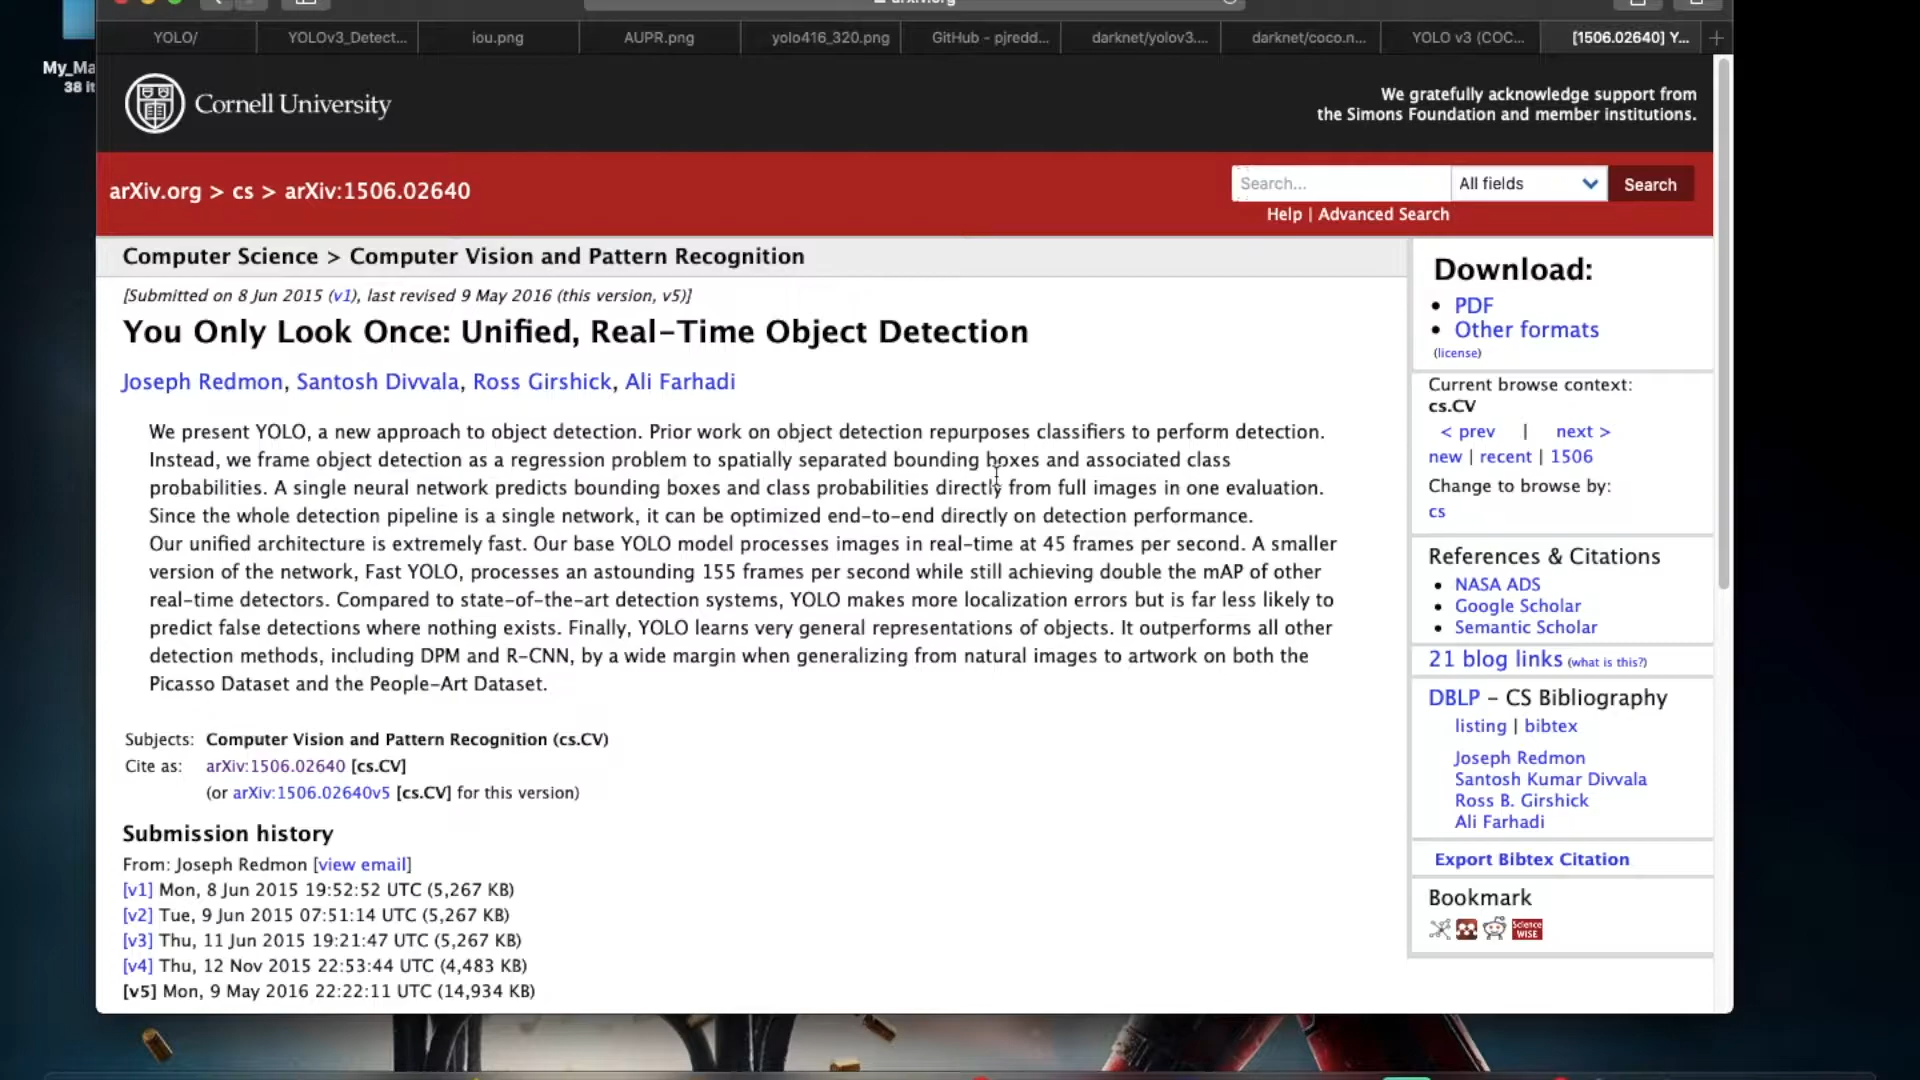 YOLO/
YOLOv3_Detect...
iou.png
AUPR.png
yolo416_320.png
GitHub - pjredd...
darknet/yolov3....
darknet/coco.n...
YOLO v3 (COC...
[1506.02640] Y...
My_Ma
38 it
Cornell University
We gratefully acknowledge support from
the Simons Foundation and member institutions.
arXiv.org > cs > arXiv:1506.02640
Search...
All fields
Search
Help | Advanced Search
Computer Science > Computer Vision and Pattern Recognition
[Submitted on 8 Jun 2015 (v1), last revised 9 May 2016 (this version, v5)]
You Only Look Once: Unified, Real-Time Object Detection
Joseph Redmon, Santosh Divvala, Ross Girshick, Ali Farhadi
We present YOLO, a new approach to object detection. Prior work on object detection repurposes classifiers to perform detection.
Instead, we frame object detection as a regression problem to spatially separated bounding boxes and associated class
probabilities. A single neural network predicts bounding boxes and class probabilities directly from full images in one evaluation.
Since the whole detection pipeline is a single network, it can be optimized end-to-end directly on detection performance.
Our unified architecture is extremely fast. Our base YOLO model processes images in real-time at 45 frames per second. A smaller
version of the network, Fast YOLO, processes an astounding 155 frames per second while still achieving double the mAP of other
real-time detectors. Compared to state-of-the-art detection systems, YOLO makes more localization errors but is far less likely to
predict false detections where nothing exists. Finally, YOLO learns very general representations of objects. It outperforms all other
detection methods, including DPM and R-CNN, by a wide margin when generalizing from natural images to artwork on both the
Picasso Dataset and the People-Art Dataset.
Subjects: Computer Vision and Pattern Recognition (cs.CV)
Cite as: arXiv:1506.02640 [cs.CV]
(or arXiv:1506.02640v5 [cs.CV] for this version)
Submission history
From: Joseph Redmon [view email]
[v1] Mon, 8 Jun 2015 19:52:52 UTC (5,267 KB)
[v2] Tue, 9 Jun 2015 07:51:14 UTC (5,267 KB)
[v3] Thu, 11 Jun 2015 19:21:47 UTC (5,267 KB)
[v4] Thu, 12 Nov 2015 22:53:44 UTC (4,483 KB)
[v5] Mon, 9 May 2016 22:22:11 UTC (14,934 KB)
Download:
PDF
Other formats
(license)
Current browse context:
cs.CV
< prev | next >
new | recent | 1506
Change to browse by:
cs
References & Citations
NASA ADS
Google Scholar
Semantic Scholar
21 blog links (what is this?)
DBLP - CS Bibliography
listing | bibtex
Joseph Redmon
Santosh Kumar Divvala
Ross B. Girshick
Ali Farhadi
Export Bibtex Citation
Bookmark
Science
WISE